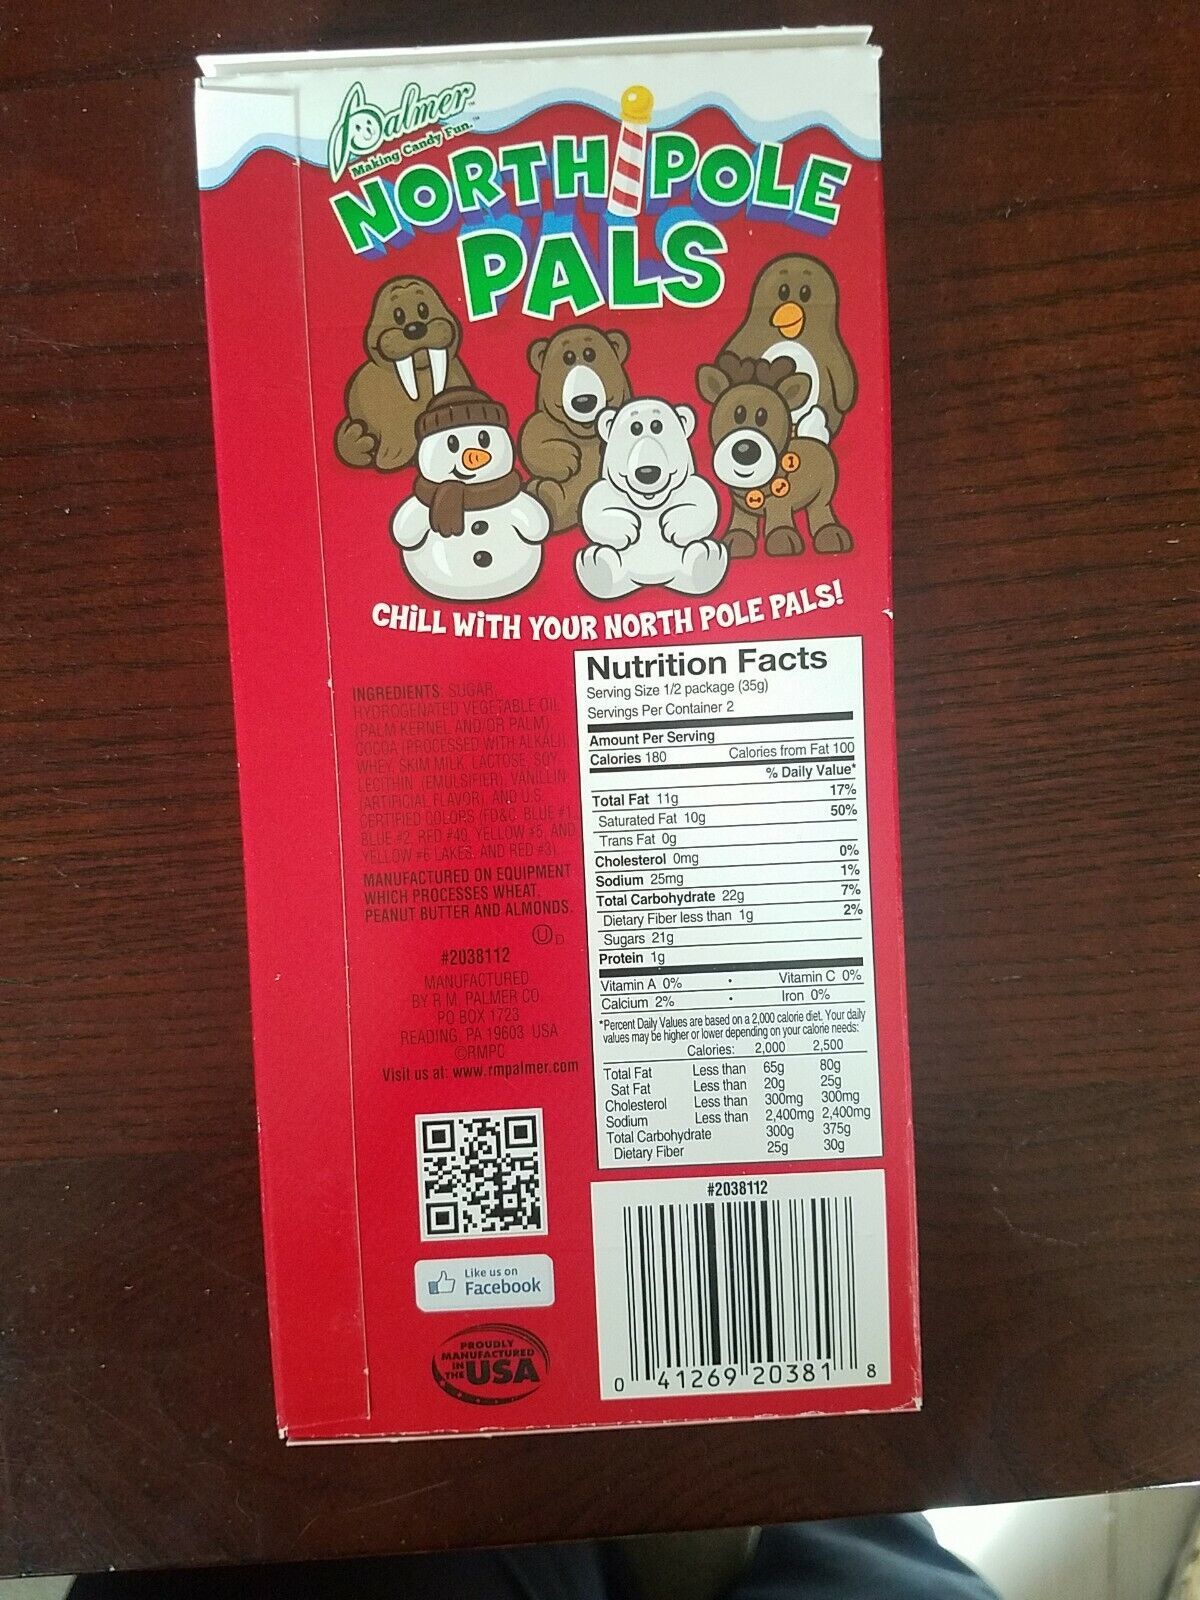 Palmer
Making Candy Fun.™
NORTH POLE
PALS
CHiLL WiTH YOUR NORTH POLE PALS!
INGREDIENTS: SUGAR,
HYDROGENATED VEGETABLE OIL
(PALM KERNEL AND/OR PALM),
COCOA (PROCESSED WITH ALKALI),
WHEY, SKIM MILK, LACTOSE, SOY
LECITHIN (EMULSIFIER), VANILLIN
(ARTIFICIAL FLAVOR), AND U.S.
CERTIFIED COLORS (FD&C BLUE #1,
BLUE #2, RED #40, YELLOW #5, AND
YELLOW #6 LAKES, AND RED #3).
MANUFACTURED ON EQUIPMENT
WHICH PROCESSES WHEAT,
PEANUT BUTTER AND ALMONDS.
U D
#2038112
MANUFACTURED
BY R.M. PALMER CO.
PO BOX 1723
READING, PA 19603 USA
©RMPC
Visit us at: www.rmpalmer.com
Like us on
Facebook
PROUDLY
MANUFACTURED
IN THE USA
Nutrition Facts
Serving Size 1/2 package (35g)
Servings Per Container 2
Amount Per Serving
Calories 180 Calories from Fat 100
% Daily Value*
Total Fat 11g 17%
Saturated Fat 10g 50%
Trans Fat 0g
Cholesterol 0mg 0%
Sodium 25mg 1%
Total Carbohydrate 22g 7%
Dietary Fiber less than 1g 2%
Sugars 21g
Protein 1g
Vitamin A 0% • Vitamin C 0%
Calcium 2% • Iron 0%
*Percent Daily Values are based on a 2,000 calorie diet. Your daily
values may be higher or lower depending on your calorie needs:
Calories: 2,000 2,500
Total Fat Less than 65g 80g
Sat Fat Less than 20g 25g
Cholesterol Less than 300mg 300mg
Sodium Less than 2,400mg 2,400mg
Total Carbohydrate 300g 375g
Dietary Fiber 25g 30g
#2038112
0 41269 20381 8